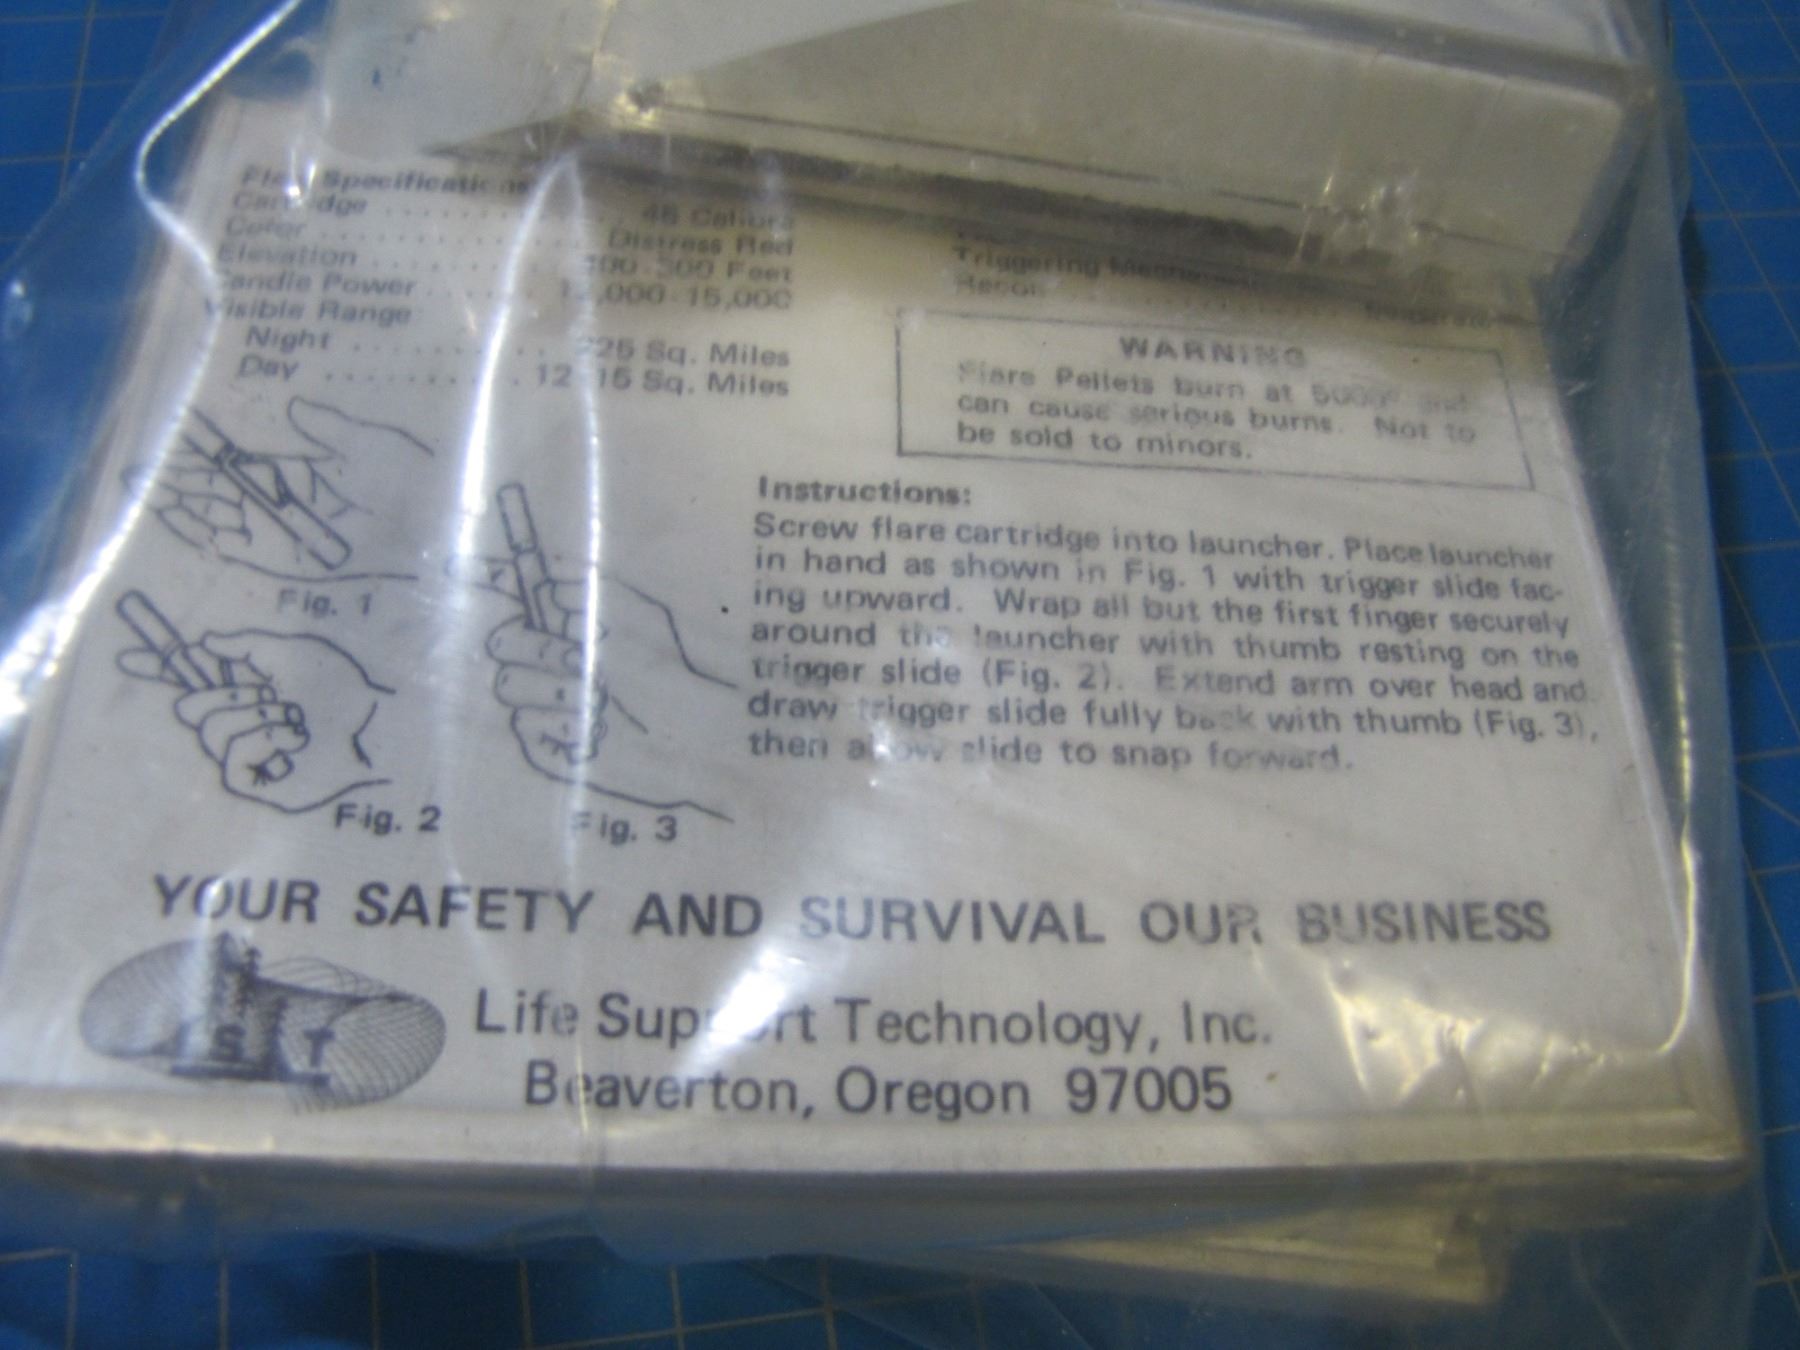 Specifications
Cartridge . . . . . . . . . . . . 46 Calibre
Color . . . . . . . . . . . . Distress Red
Elevation . . . . . . . . 300 Feet
Candle Power . . . . . . 15,000
Visible Range:
Night . . . . . . . . . . Sq. Miles
Day . . . . . . . . . . 12 15 Sq. Miles
Triggering
Recoil
WARNING
Flare Pellets burn at 5000° and
can cause serious burns. Not to
be sold to minors.
Instructions:
Screw flare cartridge into launcher. Place launcher
in hand as shown in Fig. 1 with trigger slide fac-
ing upward. Wrap all but the first finger securely
around the launcher with thumb resting on the
trigger slide (Fig. 2). Extend arm over head and
draw trigger slide fully back with thumb (Fig. 3),
then allow slide to snap forward.
Fig. 1
Fig. 2
Fig. 3
YOUR SAFETY AND SURVIVAL OUR BUSINESS
L S T
Life Support Technology, Inc.
Beaverton, Oregon 97005